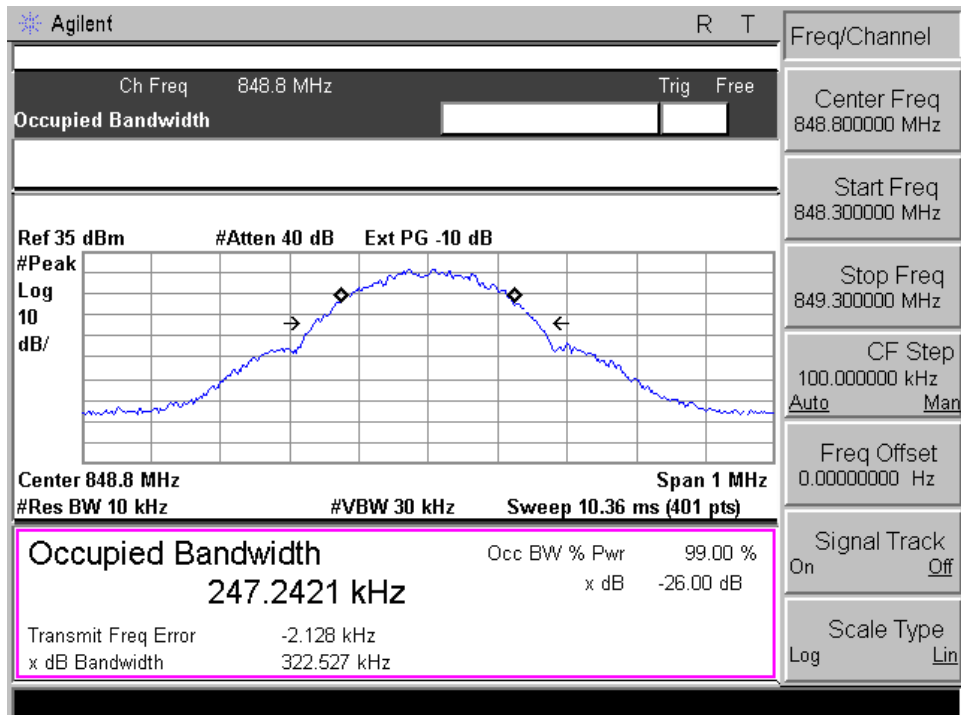 Agilent R T
Ch Freq 848.8 MHz Trig Free
Occupied Bandwidth
Ref 35 dBm #Atten 40 dB Ext PG -10 dB
#Peak
Log
10
dB/
Center 848.8 MHz Span 1 MHz
#Res BW 10 kHz #VBW 30 kHz Sweep 10.36 ms (401 pts)
Occupied Bandwidth Occ BW % Pwr 99.00 %
247.2421 kHz x dB -26.00 dB
Transmit Freq Error -2.128 kHz
x dB Bandwidth 322.527 kHz
Freq/Channel
Center Freq
848.800000 MHz
Start Freq
848.300000 MHz
Stop Freq
849.300000 MHz
CF Step
100.000000 kHz
Auto Man
Freq Offset
0.00000000 Hz
Signal Track
On Off
Scale Type
Log Lin